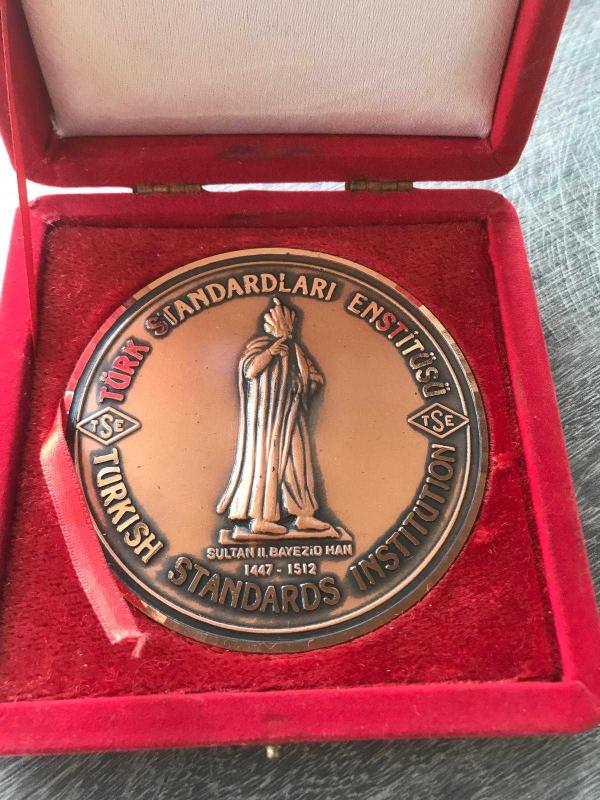 TÜRK STANDARDLARI ENSTİTÜSÜ
TSE
TSE
SULTAN II. BAYEZiD HAN
1447 - 1512
TURKISH STANDARDS INSTITUTION